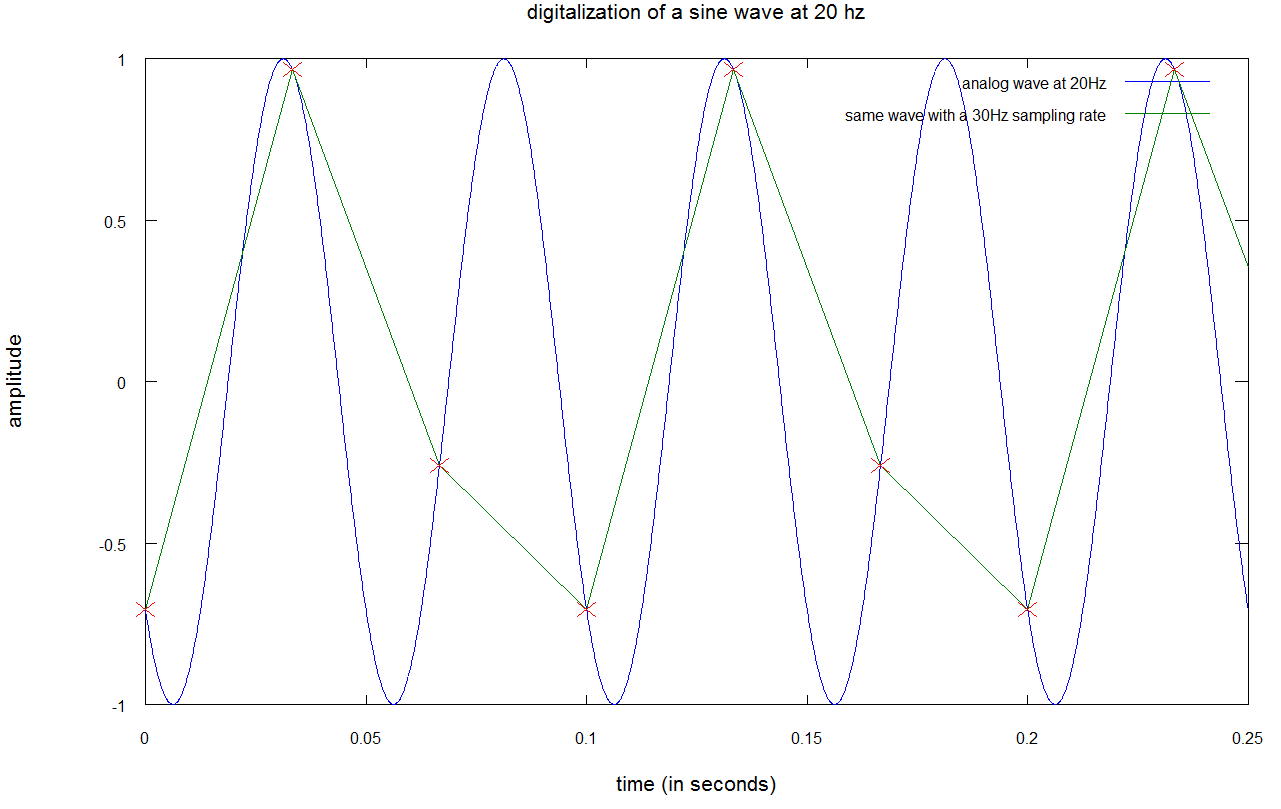 digitalization of a sine wave at 20 hz
1
analog wave at 20Hz
same wave with a 30Hz sampling rate
0.5
amplitude
0
-0.5
-1
0 0.05 0.1 0.15 0.2 0.25
time (in seconds)